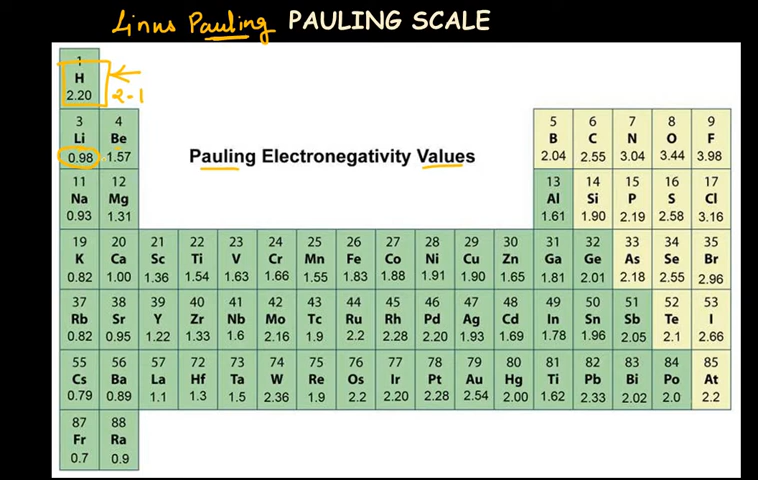 Linus Pauling PAULING SCALE
1
H
2.20
2-1
3 4 5 6 7 8 9
Li Be B C N O F
0.98 1.57 2.04 2.55 3.04 3.44 3.98
Pauling Electronegativity Values
11 12 13 14 15 16 17
Na Mg Al Si P S Cl
0.93 1.31 1.61 1.90 2.19 2.58 3.16
19 20 21 22 23 24 25 26 27 28 29 30 31 32 33 34 35
K Ca Sc Ti V Cr Mn Fe Co Ni Cu Zn Ga Ge As Se Br
0.82 1.00 1.36 1.54 1.63 1.66 1.55 1.83 1.88 1.91 1.90 1.65 1.81 2.01 2.18 2.55 2.96
37 38 39 40 41 42 43 44 45 46 47 48 49 50 51 52 53
Rb Sr Y Zr Nb Mo Tc Ru Rh Pd Ag Cd In Sn Sb Te I
0.82 0.95 1.22 1.33 1.6 2.16 1.9 2.2 2.28 2.20 1.93 1.69 1.78 1.96 2.05 2.1 2.66
55 56 57 72 73 74 75 76 77 78 79 80 81 82 83 84 85
Cs Ba La Hf Ta W Re Os Ir Pt Au Hg Ti Pb Bi Po At
0.79 0.89 1.1 1.3 1.5 2.36 1.9 2.2 2.20 2.28 2.54 2.00 1.62 2.33 2.02 2.0 2.2
87 88
Fr Ra
0.7 0.9